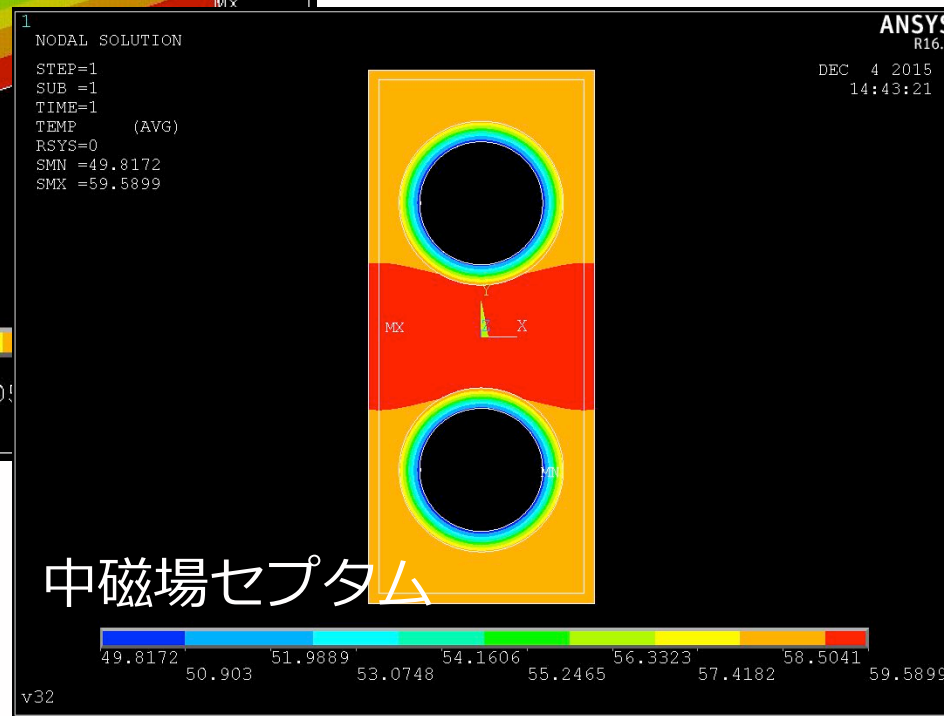 MX
1
NODAL SOLUTION
STEP=1
SUB =1
TIME=1
TEMP (AVG)
RSYS=0
SMN =49.8172
SMX =59.5899
DEC 4 2015
14:43:21
Y
MX
Z X
MN
中磁場セプタム
49.8172 51.9889 54.1606 56.3323 58.5041
50.903 53.0748 55.2465 57.4182 59.5899
v32